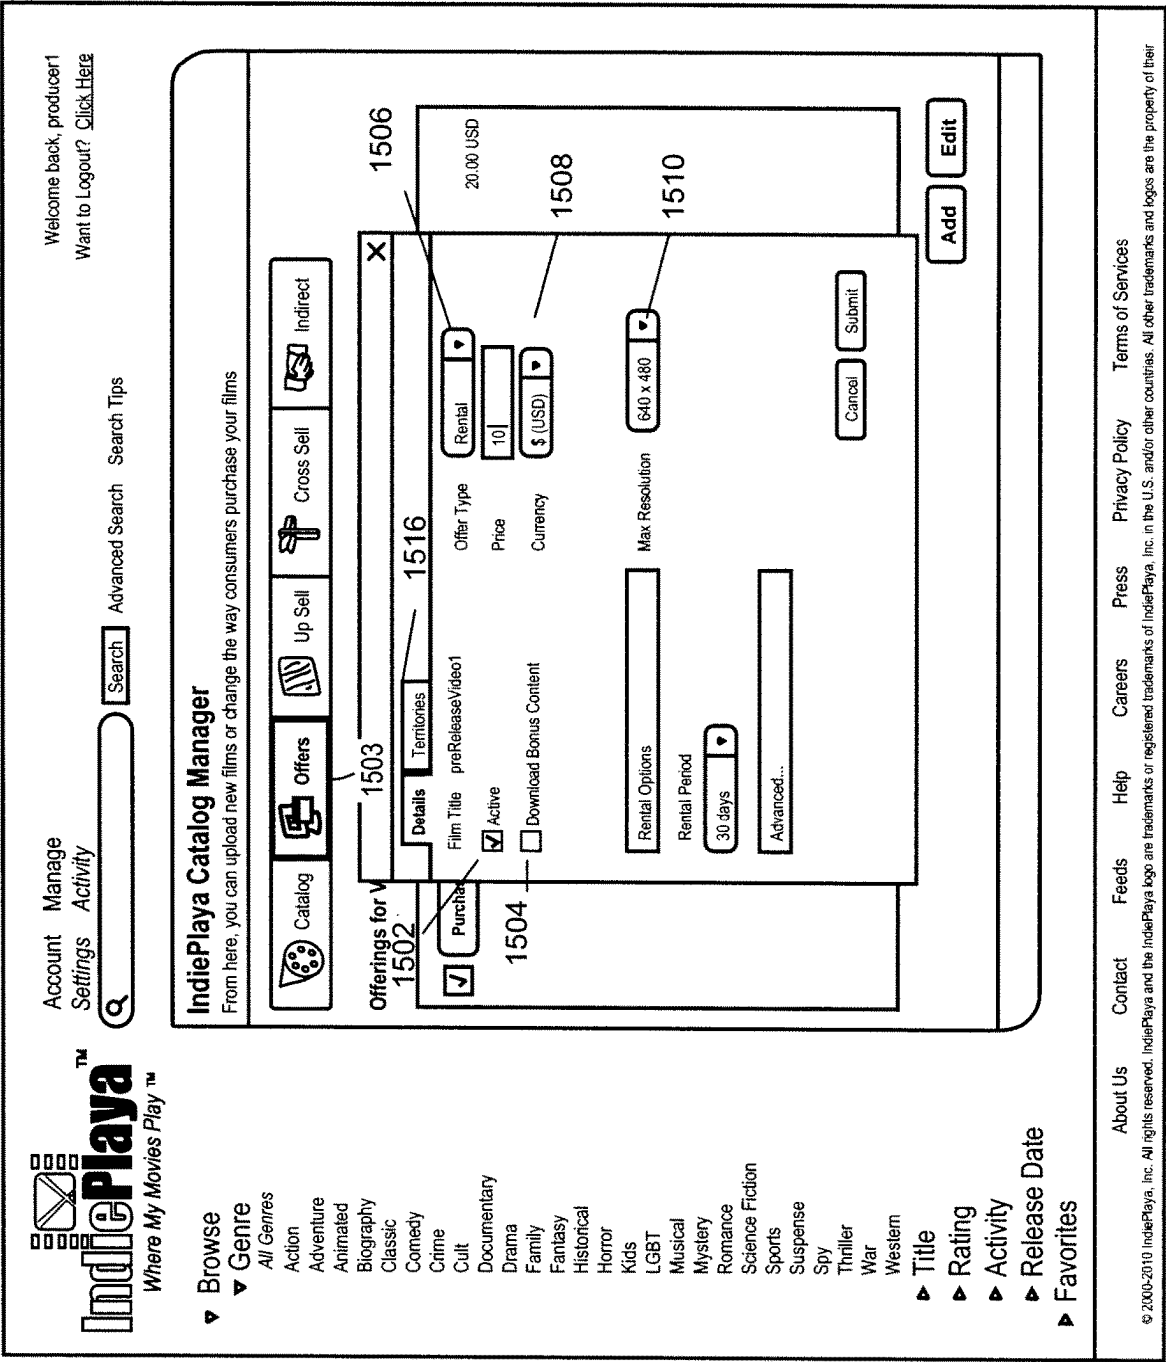 IndiePlaya™
Where My Movies Play ™
Account Manage
Settings Activity
Search Advanced Search Search Tips
Welcome back, producer1
Want to Logout? Click Here
Browse
Genre
All Genres
Action
Adventure
Animated
Biography
Classic
Comedy
Crime
Cult
Documentary
Drama
Family
Fantasy
Historical
Horror
Kids
LGBT
Musical
Mystery
Romance
Science Fiction
Sports
Suspense
Spy
Thriller
War
Western
Title
Rating
Activity
Release Date
Favorites
IndiePlaya Catalog Manager
From here, you can upload new films or change the way consumers purchase your films
Catalog Offers Up Sell Cross Sell Indirect
1503
Offerings for V
X
1502
1516
1506
Details Territories
Purcha
20.00 USD
Film Title preReleaseVideo1
Offer Type Rental
Active
Price 10
1504
Download Bonus Content
Currency $ (USD)
1508
Rental Options
Max Resolution 640 x 480
1510
Rental Period
30 days
Advanced...
Cancel Submit
Add Edit
About Us Contact Feeds Help Careers Press Privacy Policy Terms of Services
© 2000-2010 IndiePlaya, Inc. All rights reserved. IndiePlaya and the IndiePlaya logo are trademarks or registered trademarks of IndiePlaya, Inc. in the U.S. and/or other countries. All other trademarks and logos are the property of their